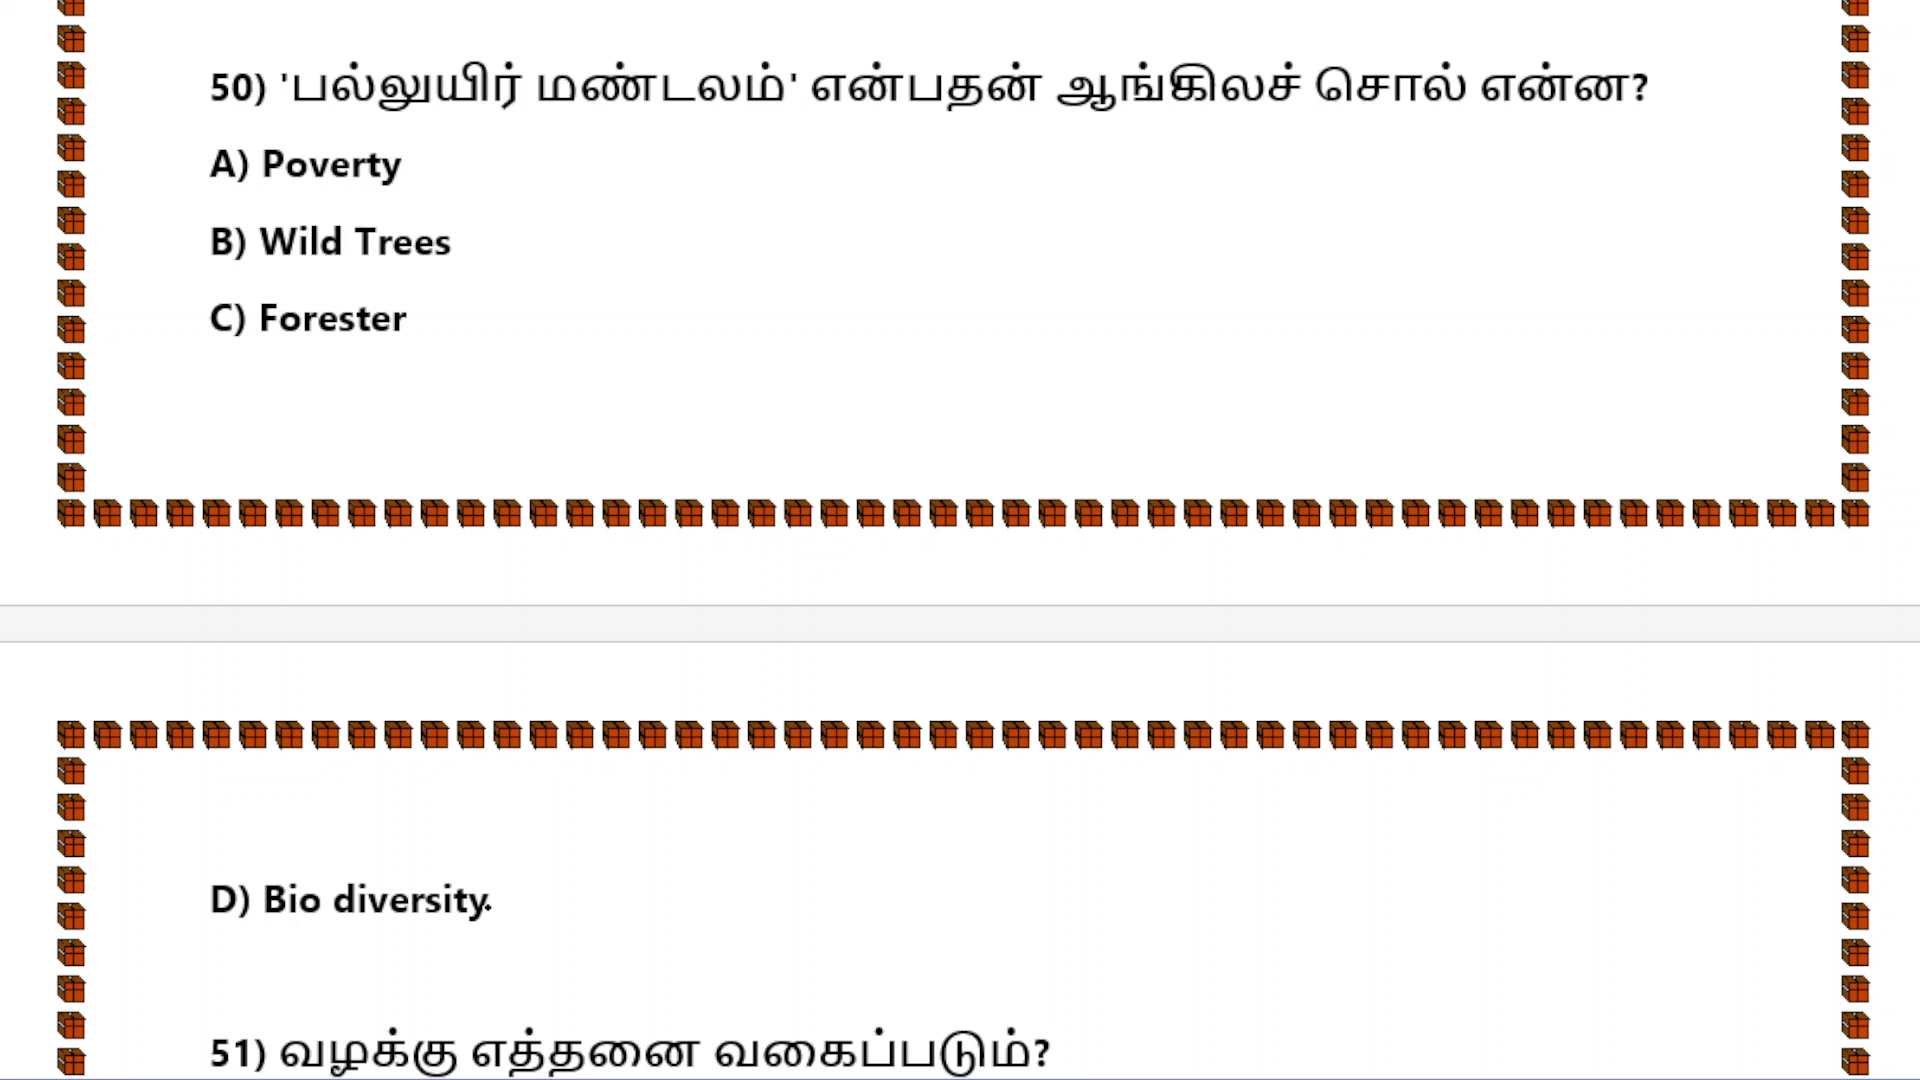 50) 'பல்லுயிர் மண்டலம்' என்பதன் ஆங்கிலச் சொல் என்ன?
A) Poverty
B) Wild Trees
C) Forester
D) Bio diversity.
51) வழக்கு எத்தனை வகைப்படும்?